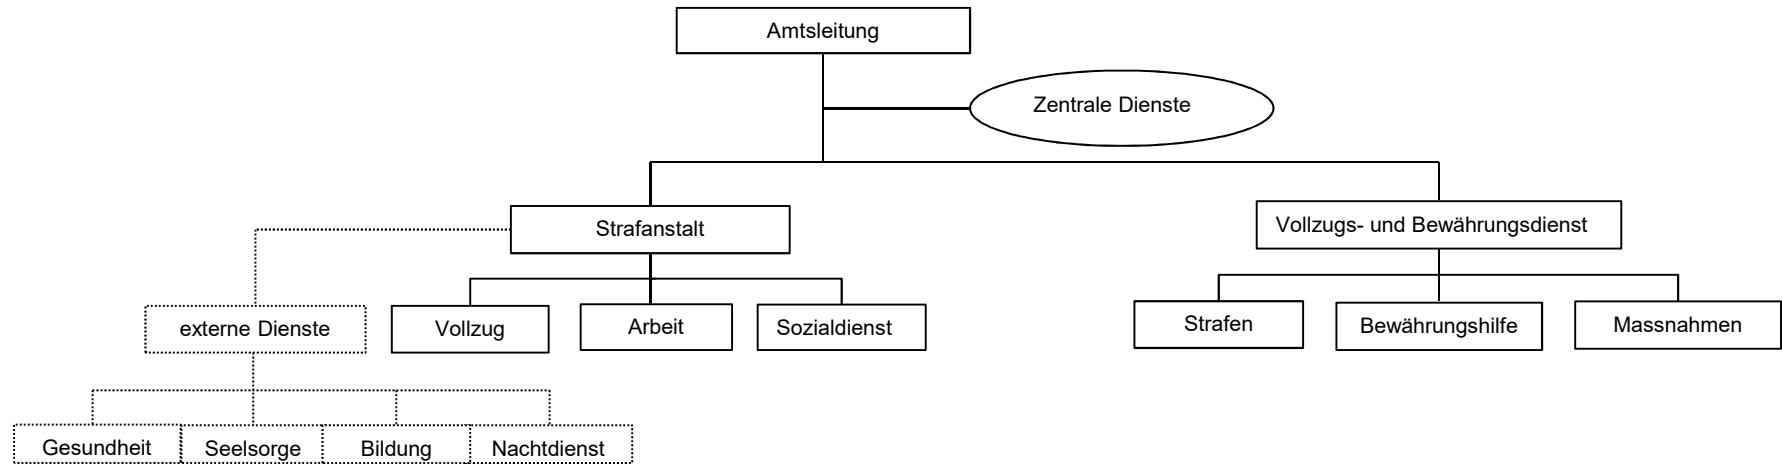 Amtsleitung
Zentrale Dienste
Strafanstalt
Vollzugs- und Bewährungsdienst
externe Dienste
Vollzug
Arbeit
Sozialdienst
Strafen
Bewährungshilfe
Massnahmen
Gesundheit
Seelsorge
Bildung
Nachtdienst